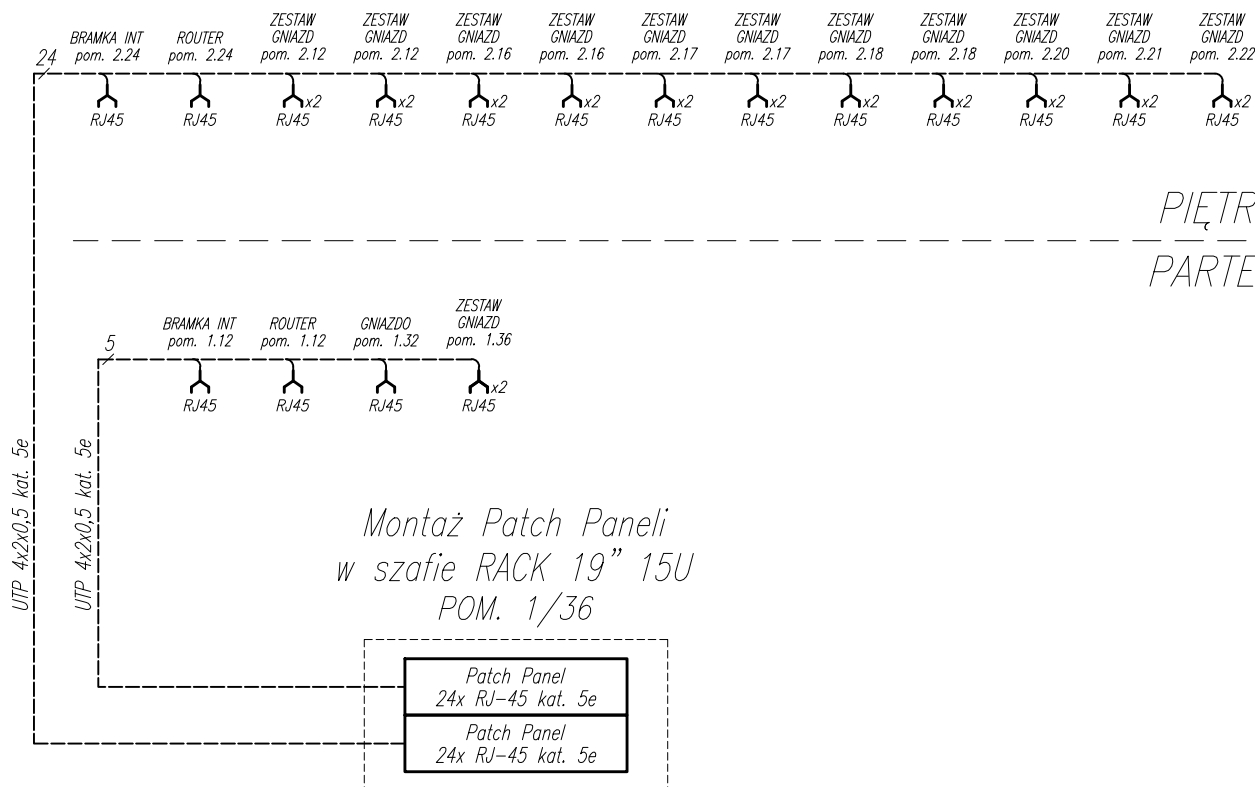 24
BRAMKA INT
pom. 2.24
ROUTER
pom. 2.24
ZESTAW
GNIAZD
pom. 2.12
ZESTAW
GNIAZD
pom. 2.12
ZESTAW
GNIAZD
pom. 2.16
ZESTAW
GNIAZD
pom. 2.16
ZESTAW
GNIAZD
pom. 2.17
ZESTAW
GNIAZD
pom. 2.17
ZESTAW
GNIAZD
pom. 2.18
ZESTAW
GNIAZD
pom. 2.18
ZESTAW
GNIAZD
pom. 2.20
ZESTAW
GNIAZD
pom. 2.21
ZESTAW
GNIAZD
pom. 2.22
RJ45
RJ45
x2
RJ45
x2
RJ45
x2
RJ45
x2
RJ45
x2
RJ45
x2
RJ45
x2
RJ45
x2
RJ45
x2
RJ45
x2
RJ45
x2
RJ45
PIĘTR
PARTE
5
BRAMKA INT
pom. 1.12
ROUTER
pom. 1.12
GNIAZDO
pom. 1.32
ZESTAW
GNIAZD
pom. 1.36
RJ45
RJ45
RJ45
x2
RJ45
UTP 4x2x0,5 kat. 5e
UTP 4x2x0,5 kat. 5e
Montaż Patch Paneli
w szafie RACK 19" 15U
POM. 1/36
Patch Panel
24x RJ-45 kat. 5e
Patch Panel
24x RJ-45 kat. 5e